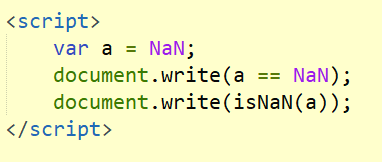 <script>
    var a = NaN;
    document.write(a == NaN);
    document.write(isNaN(a));
</script>